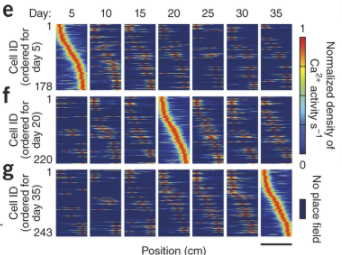 e
Day: 5 10 15 20 25 30 35
Cell ID
(ordered for
day 5)
1
178
f
Cell ID
(ordered for
day 20)
1
220
g
Cell ID
(ordered for
day 35)
1
243
Position (cm)
1
0
Normalized density of
Ca2+ activity s−1
No place field